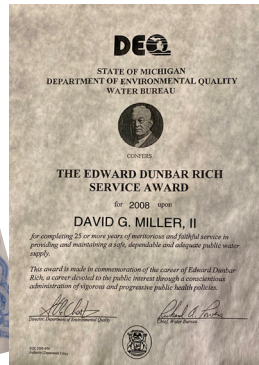 DEQ
STATE OF MICHIGAN
DEPARTMENT OF ENVIRONMENTAL QUALITY
WATER BUREAU
CONFERS
THE EDWARD DUNBAR RICH
SERVICE AWARD
for 2008 upon
DAVID G. MILLER, II
for completing 25 or more years of meritorious and faithful service in
providing and maintaining a safe, dependable and adequate public water
supply.
This award is made in commemoration of the career of Edward Dunbar
Rich, a career devoted to the public interest through a conscientious
administration of vigorous and progressive public health policies.
Director, Department of Environmental Quality
Chief, Water Bureau